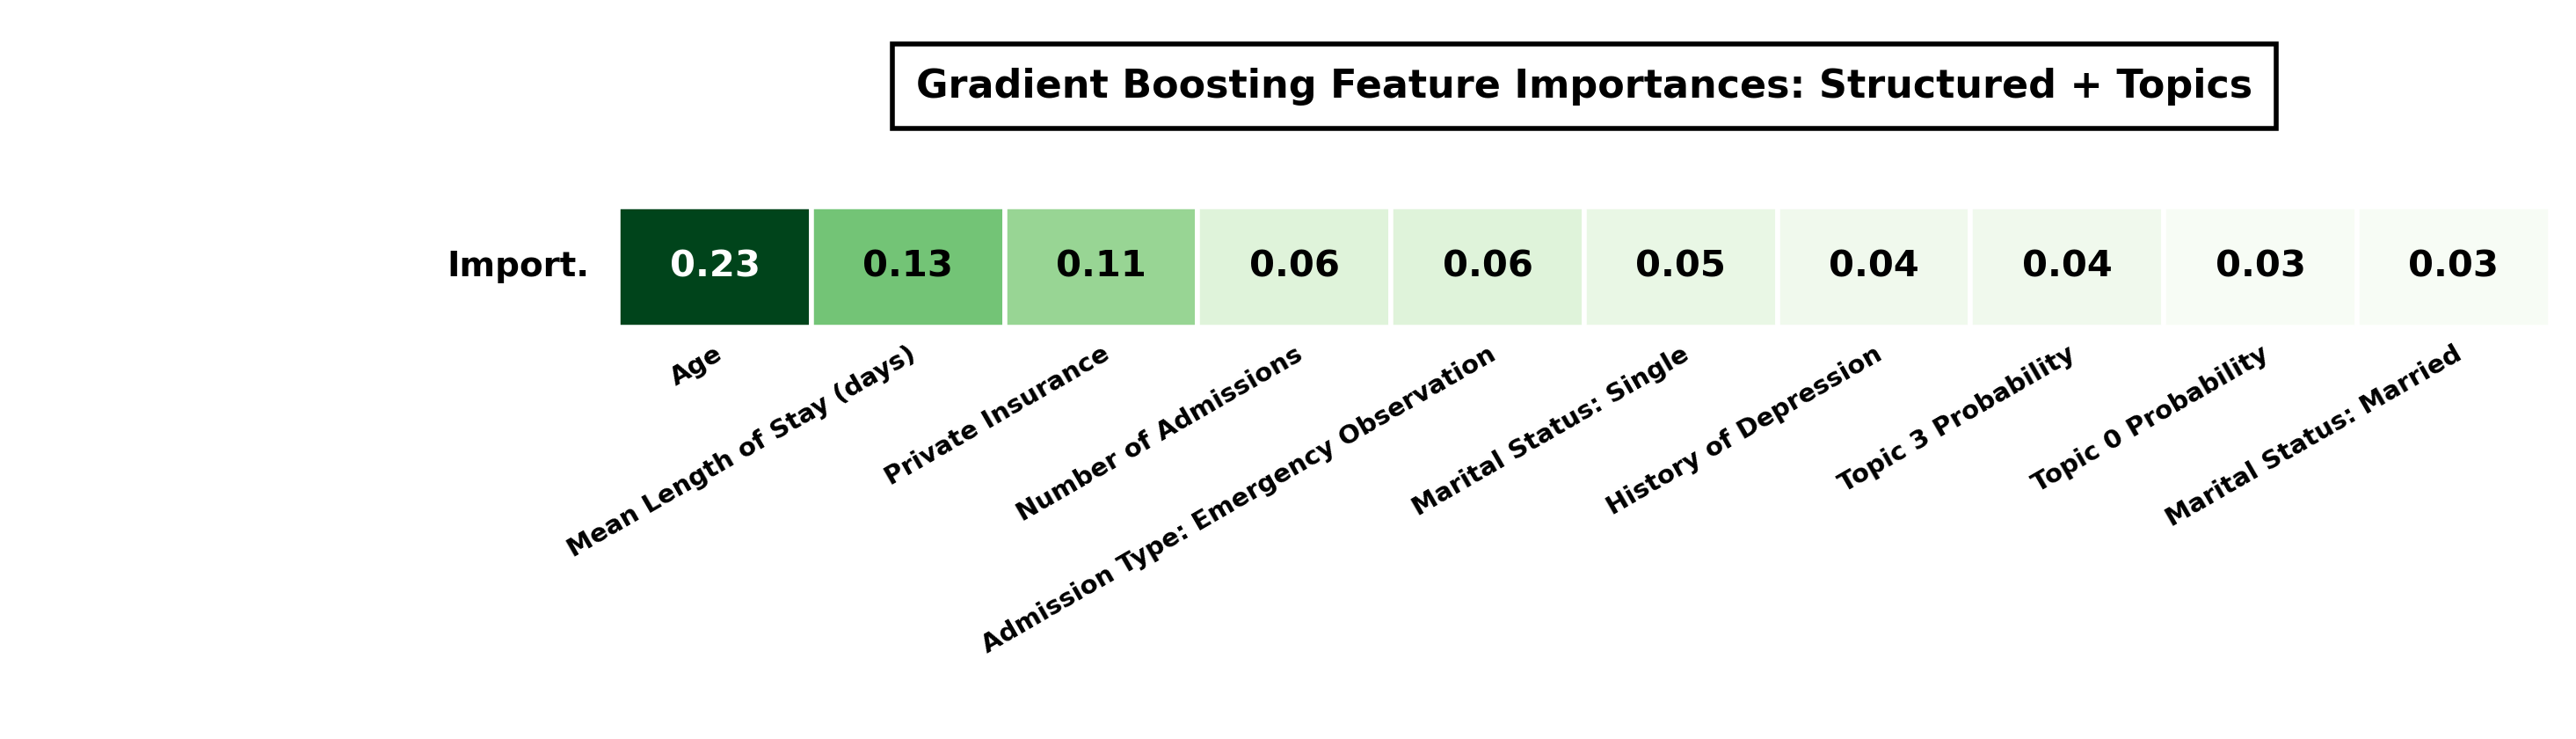 Gradient Boosting Feature Importances: Structured + Topics
Import. 0.23 0.13 0.11 0.06 0.06 0.05 0.04 0.04 0.03 0.03
Age
Mean Length of Stay (days)
Private Insurance
Number of Admissions
Admission Type: Emergency Observation
Marital Status: Single
History of Depression
Topic 3 Probability
Topic 0 Probability
Marital Status: Married